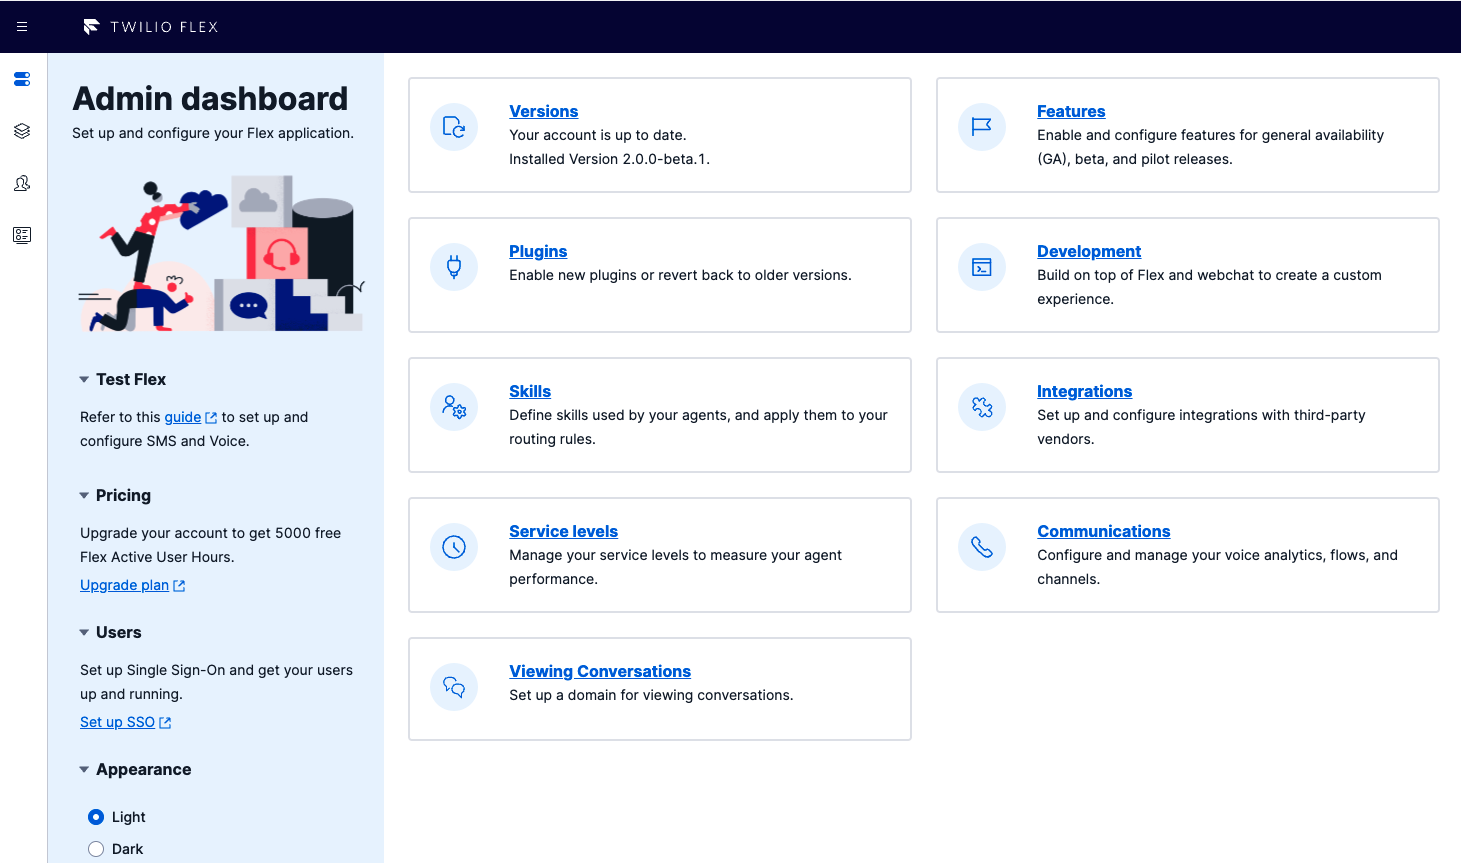 TWILIO FLEX
Admin dashboard
Set up and configure your Flex application.
Test Flex
Refer to this guide to set up and
configure SMS and Voice.
Pricing
Upgrade your account to get 5000 free
Flex Active User Hours.
Upgrade plan
Users
Set up Single Sign-On and get your users
up and running.
Set up SSO
Appearance
Light
Dark
Versions
Your account is up to date.
Installed Version 2.0.0-beta.1.
Features
Enable and configure features for general availability
(GA), beta, and pilot releases.
Plugins
Enable new plugins or revert back to older versions.
Development
Build on top of Flex and webchat to create a custom
experience.
Skills
Define skills used by your agents, and apply them to your
routing rules.
Integrations
Set up and configure integrations with third-party
vendors.
Service levels
Manage your service levels to measure your agent
performance.
Communications
Configure and manage your voice analytics, flows, and
channels.
Viewing Conversations
Set up a domain for viewing conversations.